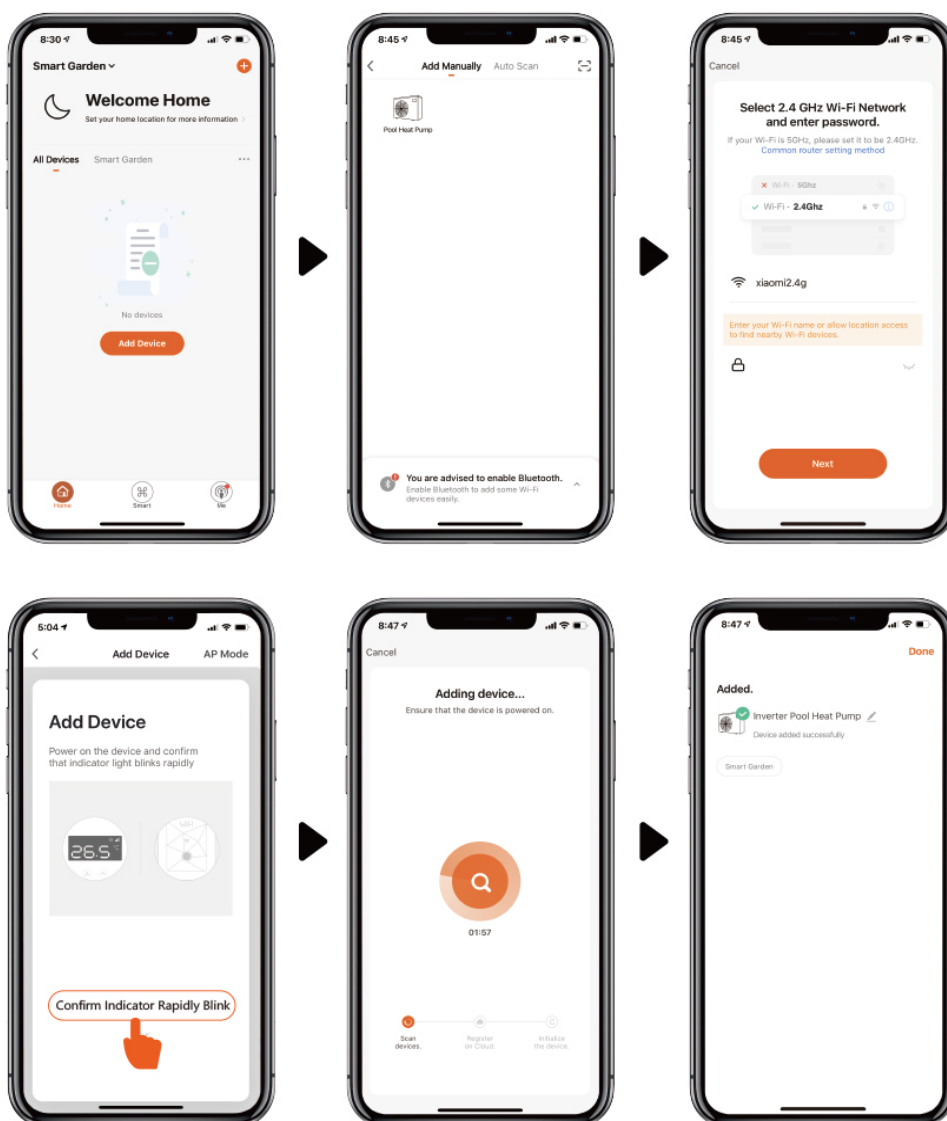 8:30
Smart Garden
Welcome Home
Set your home location for more information
All Devices Smart Garden
No devices
Add Device
Home Smart Me
8:45
Add Manually Auto Scan
Pool Heat Pump
You are advised to enable Bluetooth.
Enable Bluetooth to add some Wi-Fi
devices easily.
8:45
Cancel
Select 2.4 GHz Wi-Fi Network
and enter password.
If your Wi-Fi is 5GHz, please set it to be 2.4GHz.
Common router setting method
Wi-Fi - 5Ghz
Wi-Fi - 2.4Ghz
xiaomi2.4g
Enter your Wi-Fi name or allow location access
to find nearby Wi-Fi devices.
Next
5:04
Add Device AP Mode
Add Device
Power on the device and confirm
that indicator light blinks rapidly
WiFi
26.5
Confirm Indicator Rapidly Blink
8:47
Cancel
Adding device...
Ensure that the device is powered on.
01:57
Scan Register Initialize
devices. on Cloud. the device.
8:47
Done
Added.
Inverter Pool Heat Pump
Device added successfully
Smart Garden